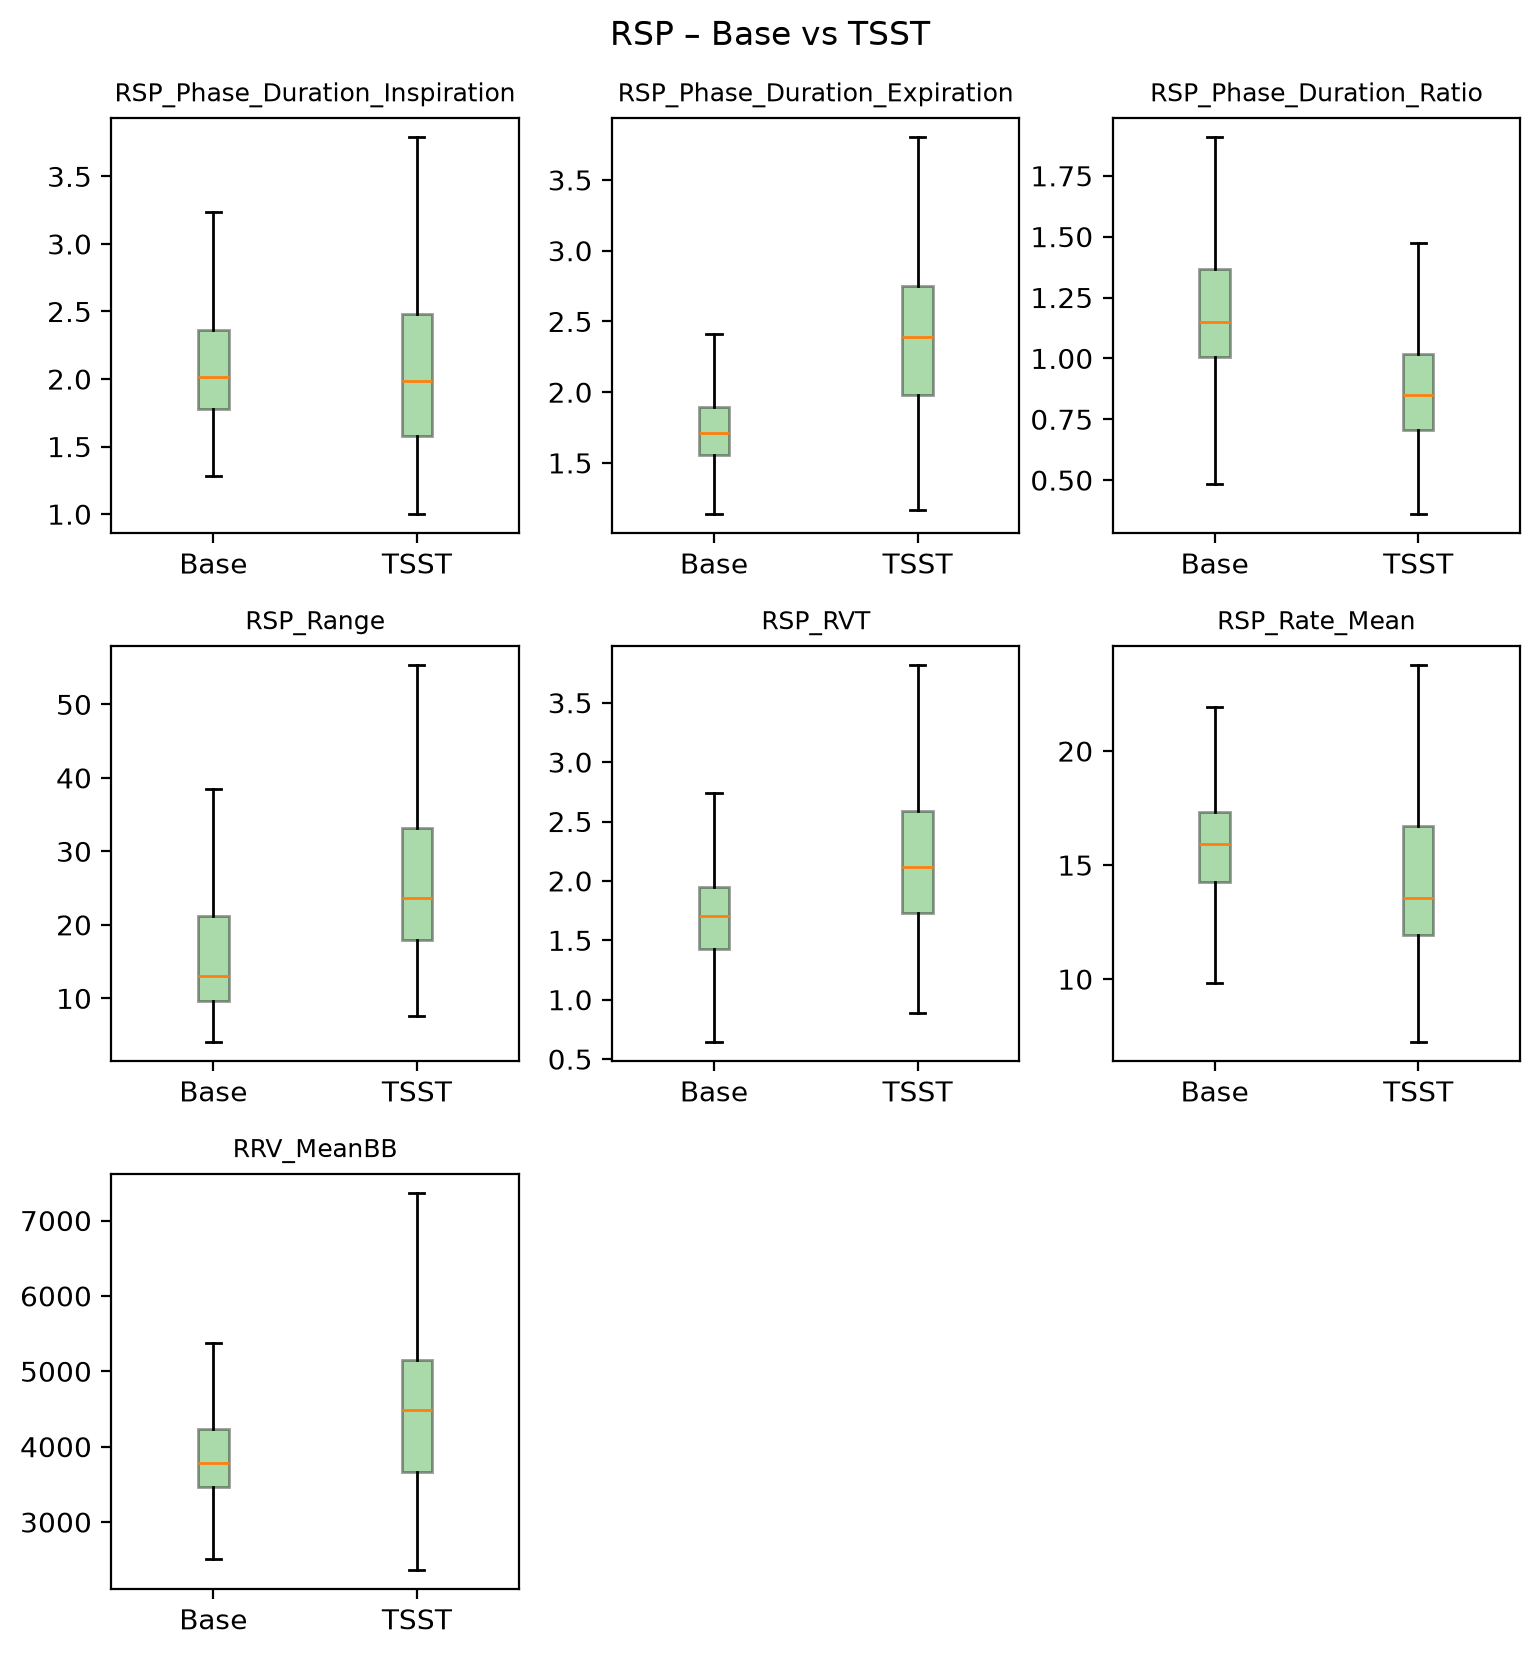 RSP – Base vs TSST
RSP_Phase_Duration_Inspiration
3.5
3.0
2.5
2.0
1.5
1.0
Base TSST
RSP_Phase_Duration_Expiration
3.5
3.0
2.5
2.0
1.5
Base TSST
RSP_Phase_Duration_Ratio
1.75
1.50
1.25
1.00
0.75
0.50
Base TSST
RSP_Range
50
40
30
20
10
Base TSST
RSP_RVT
3.5
3.0
2.5
2.0
1.5
1.0
0.5
Base TSST
RSP_Rate_Mean
20
15
10
Base TSST
RRV_MeanBB
7000
6000
5000
4000
3000
Base TSST